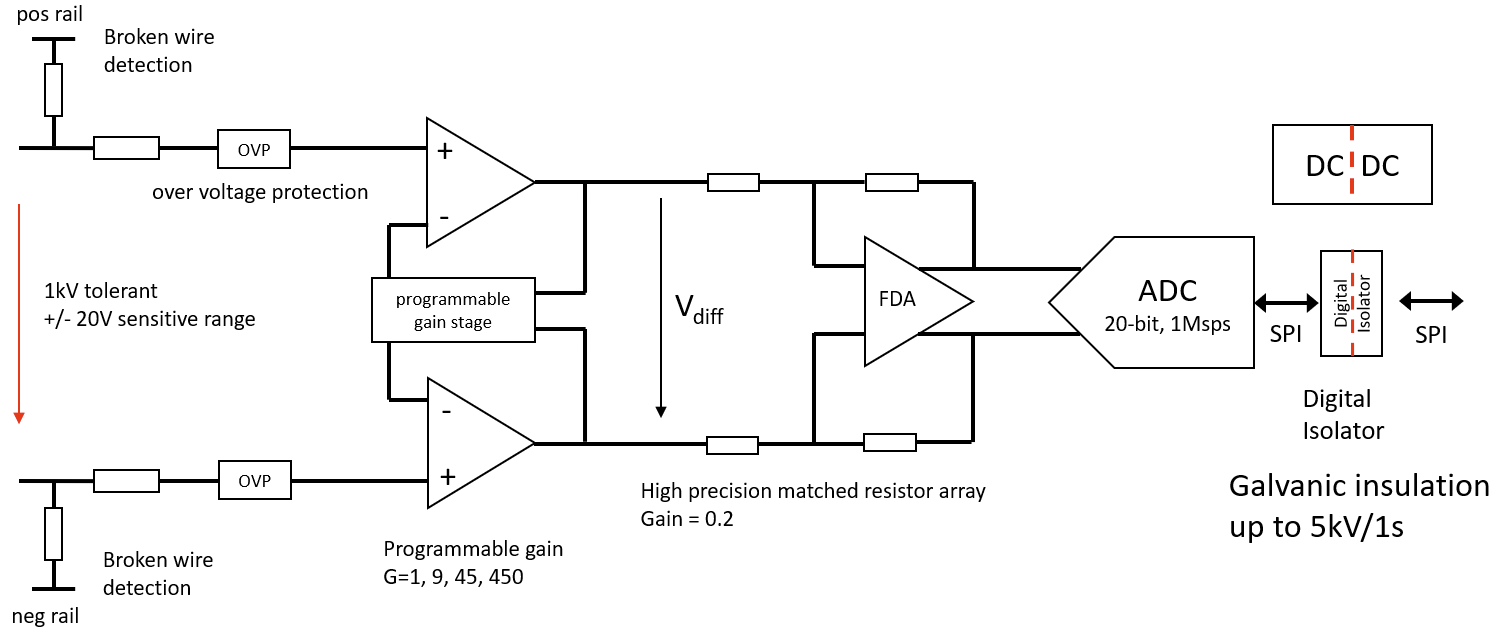 pos rail
Broken wire
detection
OVP
over voltage protection
+
-
1kV tolerant
+/- 20V sensitive range
programmable
gain stage
-
+
OVP
Broken wire
detection
neg rail
Programmable gain
G=1, 9, 45, 450
Vdiff
High precision matched resistor array
Gain = 0.2
FDA
ADC
20-bit, 1Msps
SPI
DC DC
Digital
Isolator
SPI
Digital
Isolator
Galvanic insulation
up to 5kV/1s